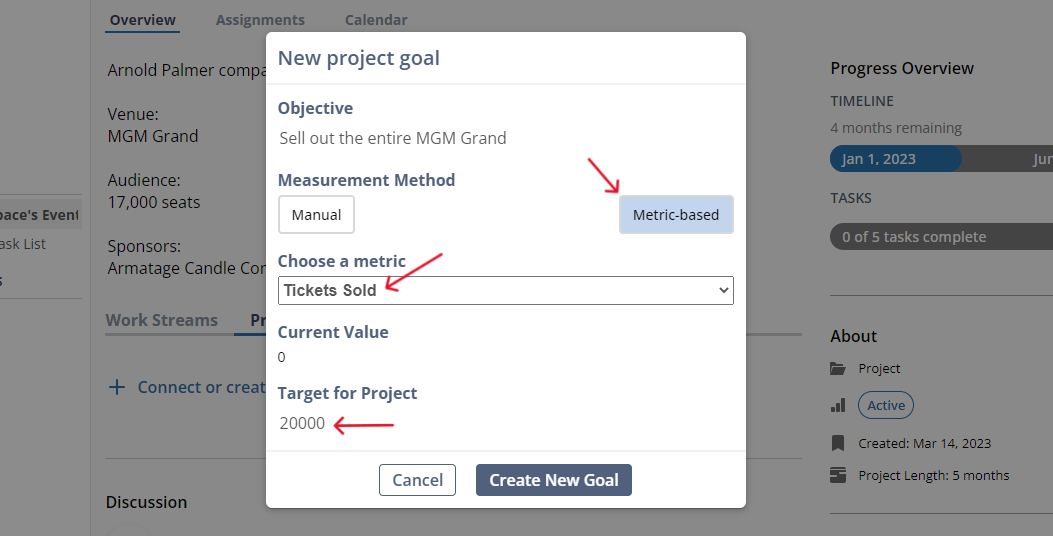 Overview Assignments Calendar
Arnold Palmer compa
Venue:
MGM Grand
Audience:
17,000 seats
Sponsors:
Armatage Candle Cor
pace's Event
ask List
s
Work Streams Pr
Connect or creat
Discussion
New project goal
Objective
Sell out the entire MGM Grand
Measurement Method
Manual Metric-based
Choose a metric
Tickets Sold
Current Value
0
Target for Project
20000
Cancel Create New Goal
Progress Overview
TIMELINE
4 months remaining
Jan 1, 2023 Jun
TASKS
0 of 5 tasks complete
About
Project
Active
Created: Mar 14, 2023
Project Length: 5 months